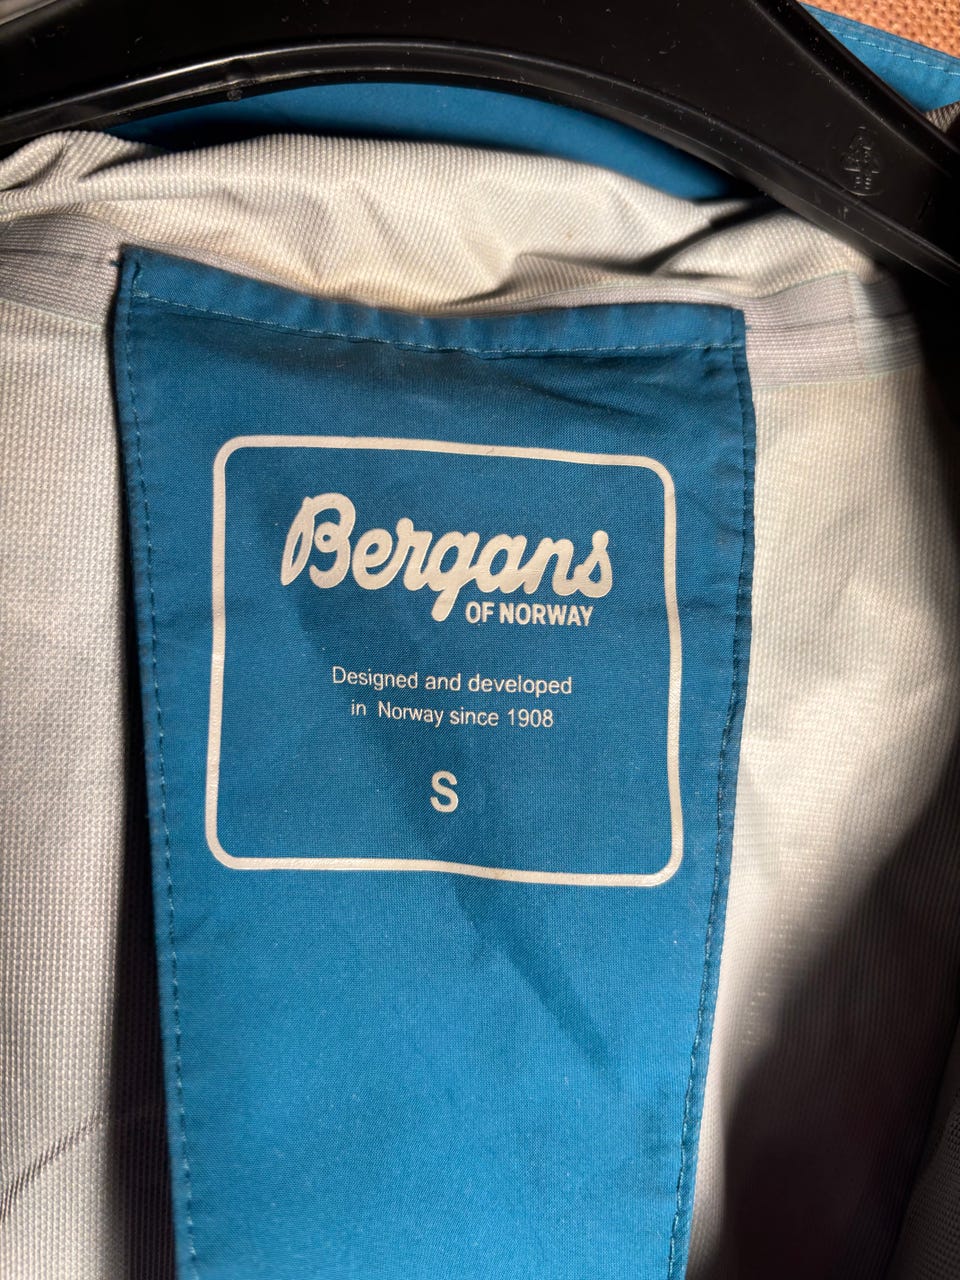 Bergans
OF NORWAY
Designed and developed
in Norway since 1908
S